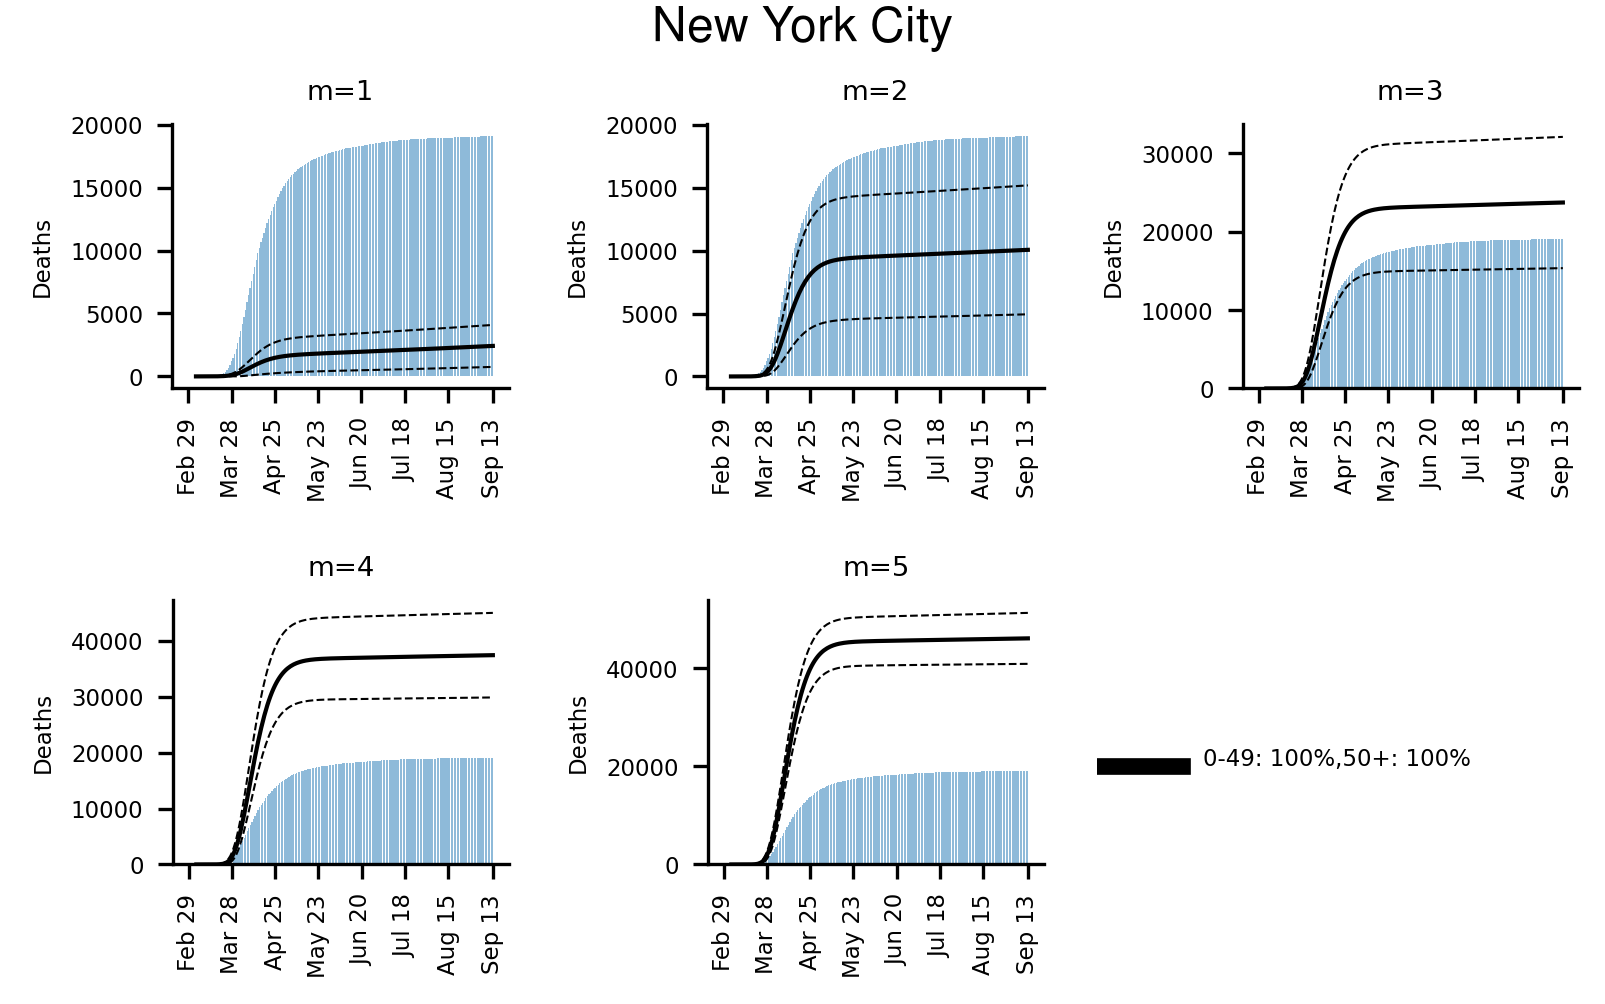 New York City
m=1
20000
15000
10000
5000
0
Deaths
Feb 29
Mar 28
Apr 25
May 23
Jun 20
Jul 18
Aug 15
Sep 13
m=2
20000
15000
10000
5000
0
Deaths
Feb 29
Mar 28
Apr 25
May 23
Jun 20
Jul 18
Aug 15
Sep 13
m=3
30000
20000
10000
0
Deaths
Feb 29
Mar 28
Apr 25
May 23
Jun 20
Jul 18
Aug 15
Sep 13
m=4
40000
30000
20000
10000
0
Deaths
Feb 29
Mar 28
Apr 25
May 23
Jun 20
Jul 18
Aug 15
Sep 13
m=5
40000
20000
0
Deaths
Feb 29
Mar 28
Apr 25
May 23
Jun 20
Jul 18
Aug 15
Sep 13
0-49: 100%,50+: 100%